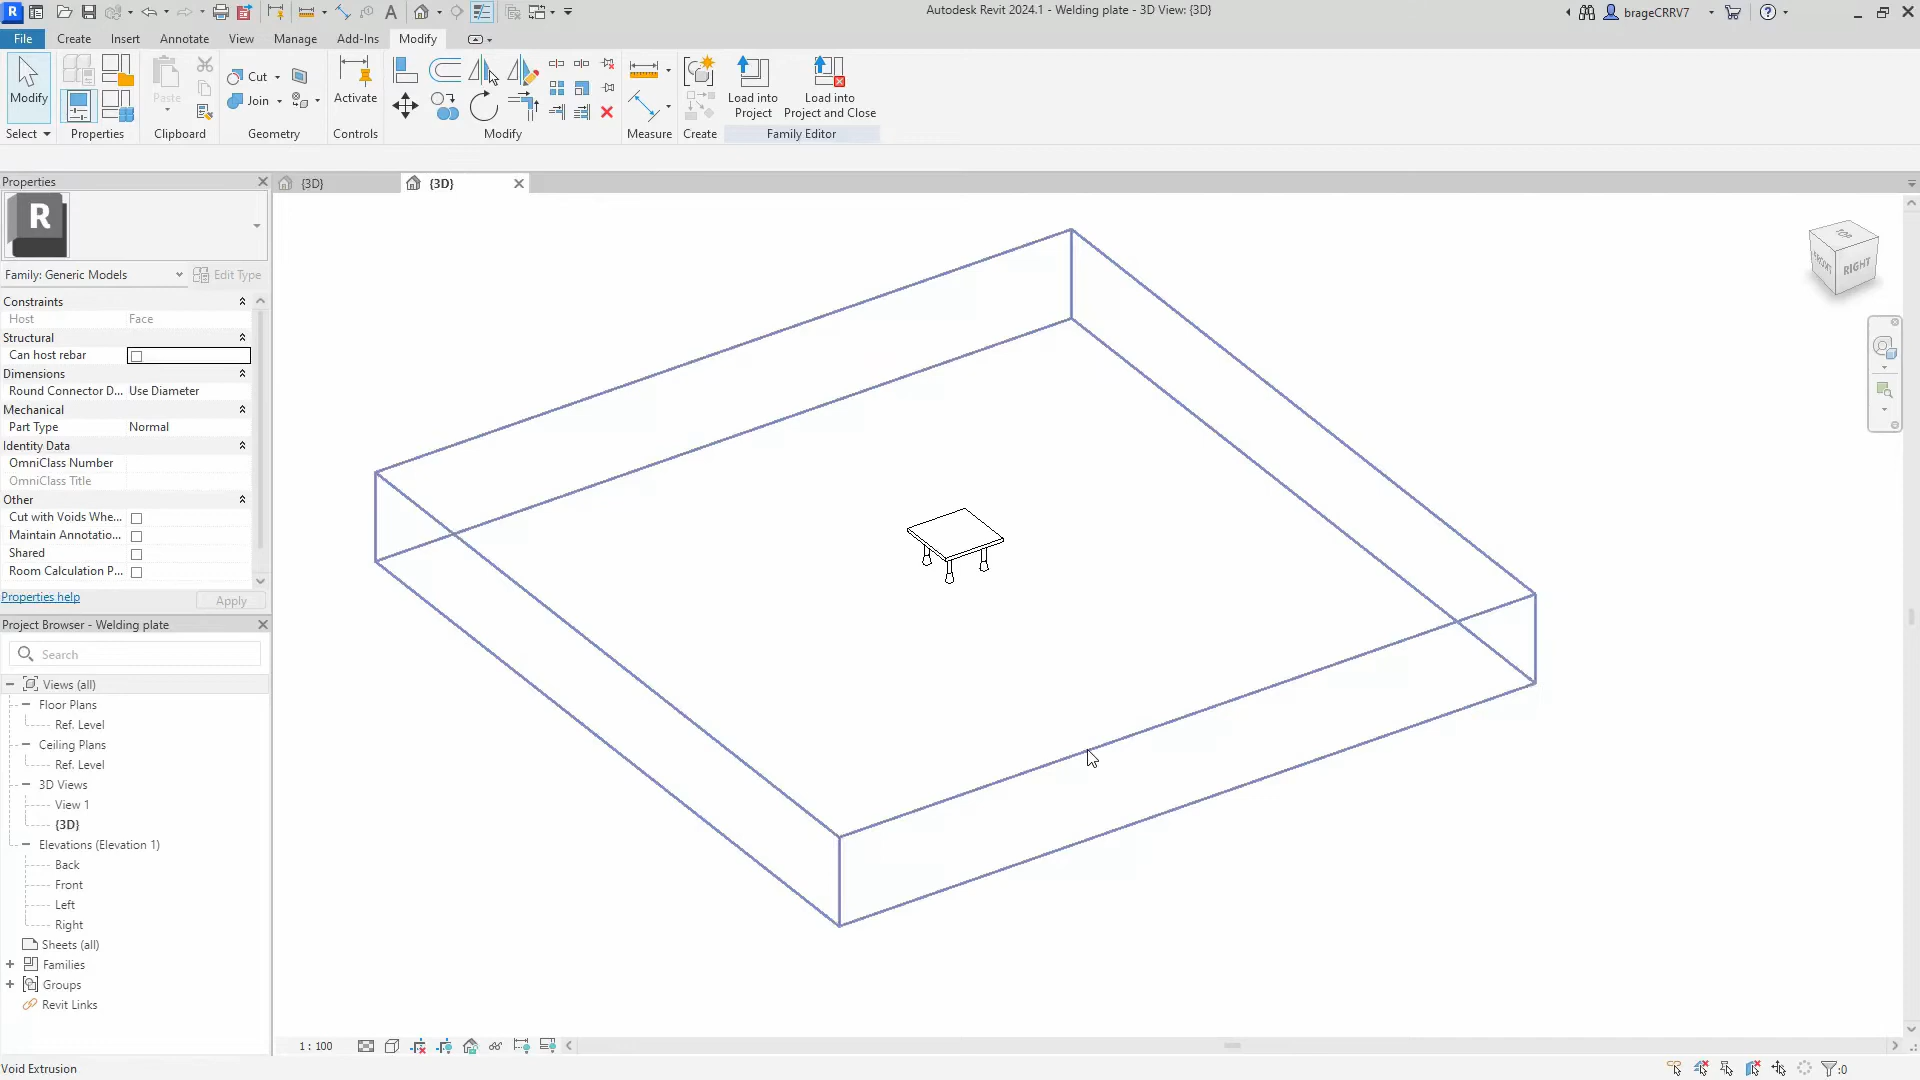 Autodesk Revit 2024.1 - Welding plate - 3D View: {3D}
brageCRRV7
File Create Insert Annotate View Manage Add-Ins Modify
Modify
Paste
Cut
Join
Activate
Load into Project
Load into Project and Close
Select Properties Clipboard Geometry Controls Modify Measure Create Family Editor
Properties
{3D}
{3D}
R
Family: Generic Models
Edit Type
Constraints
Host Face
Structural
Can host rebar
Dimensions
Round Connector D... Use Diameter
Mechanical
Part Type Normal
Identity Data
OmniClass Number
OmniClass Title
Other
Cut with Voids Whe...
Maintain Annotatio...
Shared
Room Calculation P...
Properties help
Apply
Project Browser - Welding plate
Search
Views (all)
Floor Plans
Ref. Level
Ceiling Plans
Ref. Level
3D Views
View 1
{3D}
Elevations (Elevation 1)
Back
Front
Left
Right
Sheets (all)
Families
Groups
Revit Links
TOP
FRONT
RIGHT
1 : 100
Void Extrusion
:0